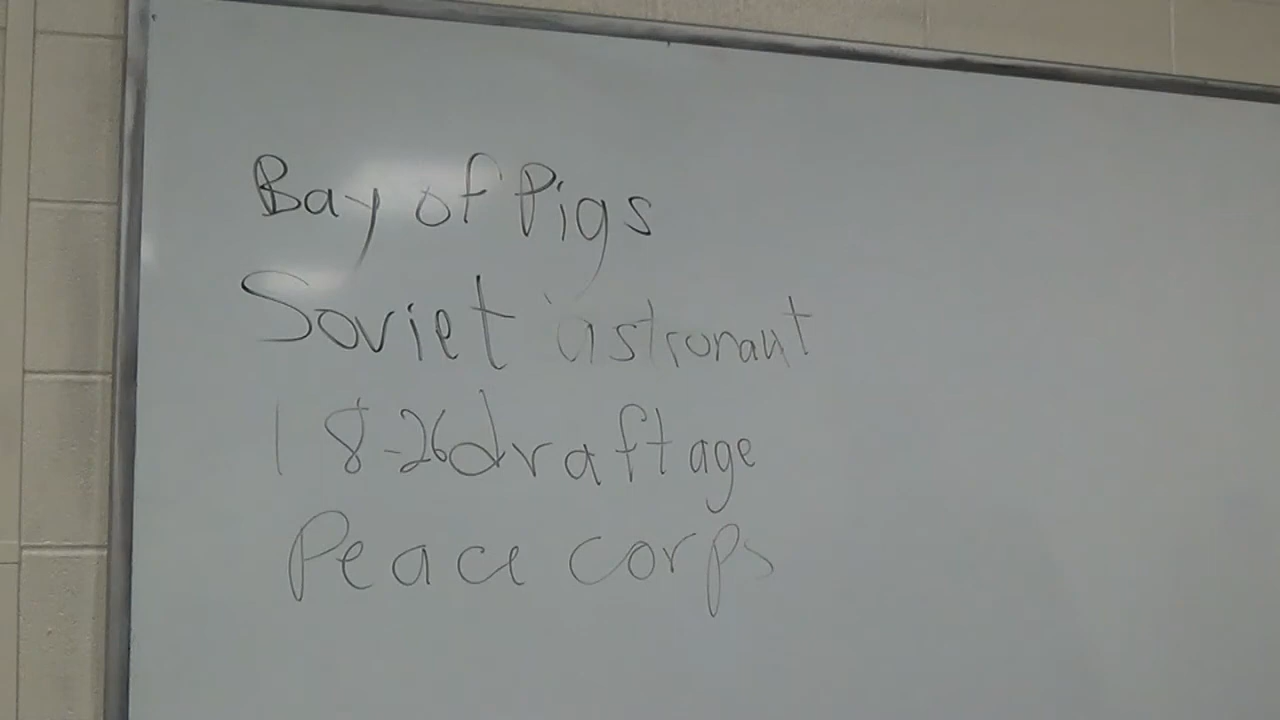 Bay of Pigs
Soviet astronaut
18-26 draft age
Peace corps